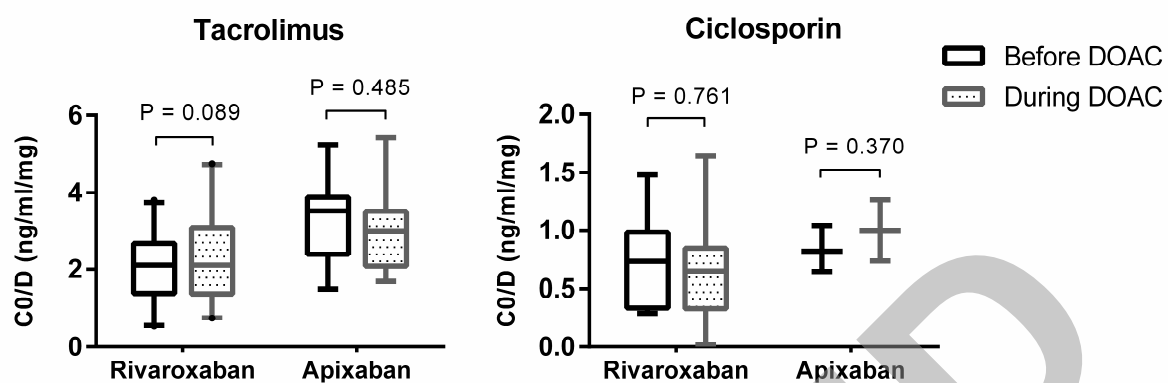 Tacrolimus
P = 0.089
P = 0.485
C0/D (ng/ml/mg)
6
4
2
0
Rivaroxaban
Apixaban
Ciclosporin
P = 0.761
P = 0.370
C0/D (ng/ml/mg)
2.0
1.5
1.0
0.5
0.0
Rivaroxaban
Apixaban
Before DOAC
During DOAC